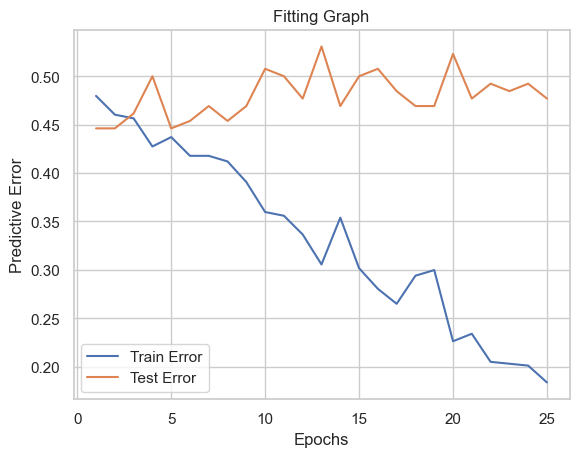 Fitting Graph
Predictive Error
0.50
0.45
0.40
0.35
0.30
0.25
0.20
Train Error
Test Error
0 5 10 15 20 25
Epochs